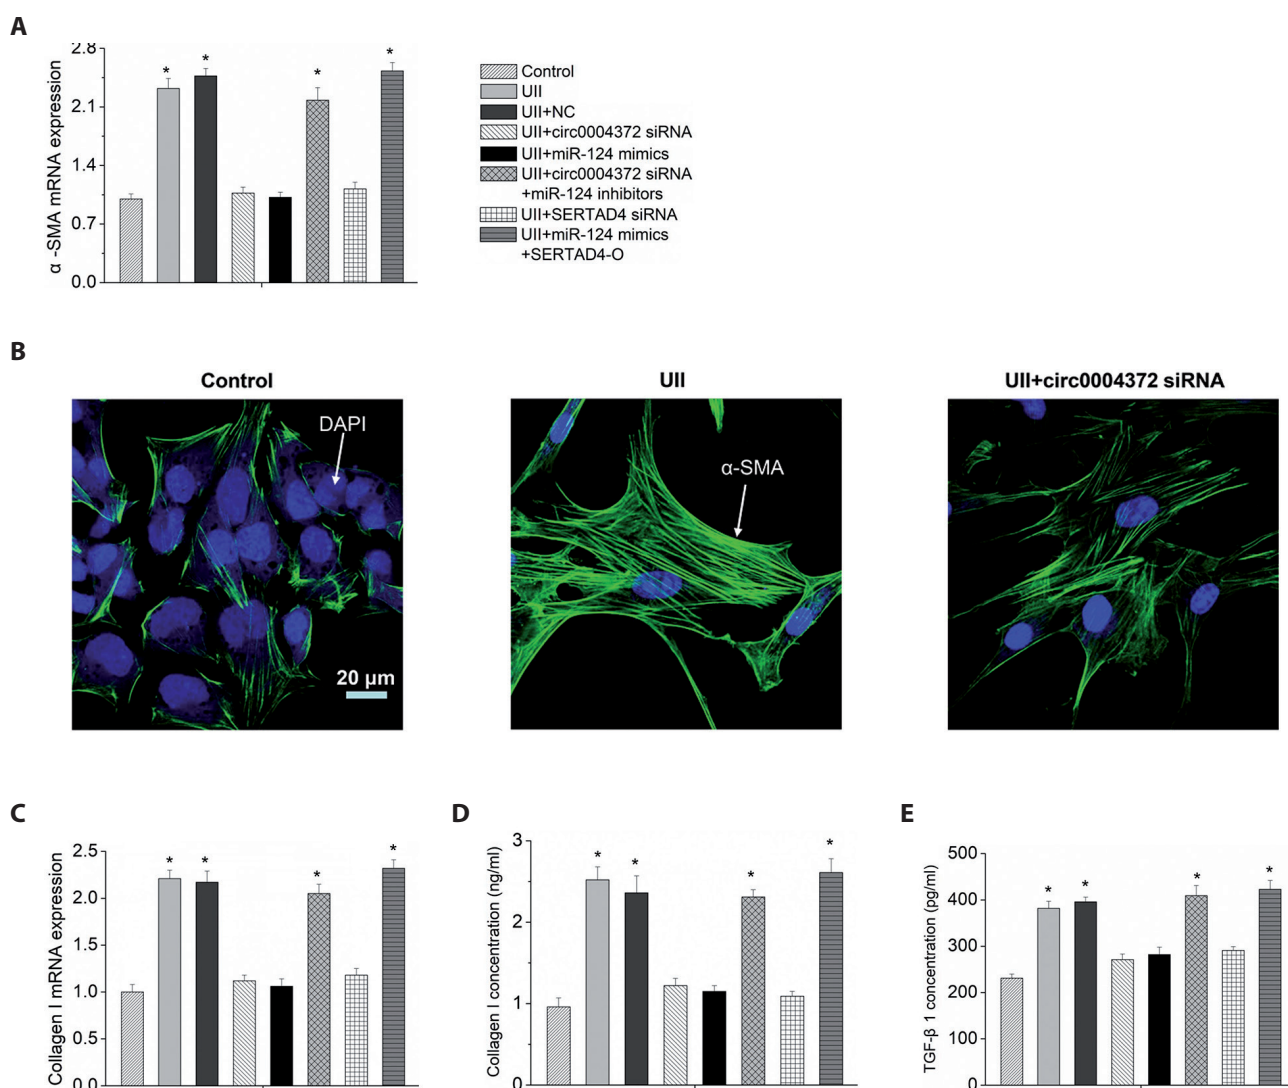 A
2.8
2.1
1.4
0.7
0.0
α -SMA mRNA expression
* * * *
Control
UII
UII+NC
UII+circ0004372 siRNA
UII+miR-124 mimics
UII+circ0004372 siRNA
+miR-124 inhibitors
UII+SERTAD4 siRNA
UII+miR-124 mimics
+SERTAD4-O
B
Control
UII
UII+circ0004372 siRNA
DAPI
α-SMA
20 μm
C
2.5
2.0
1.5
1.0
0.5
0.0
Collagen I mRNA expression
* * * *
D
3
2
1
0
Collagen I concentration (ng/ml)
* * * *
E
500
400
300
200
100
0
TGF-β 1 concentration (pg/ml)
* * * *